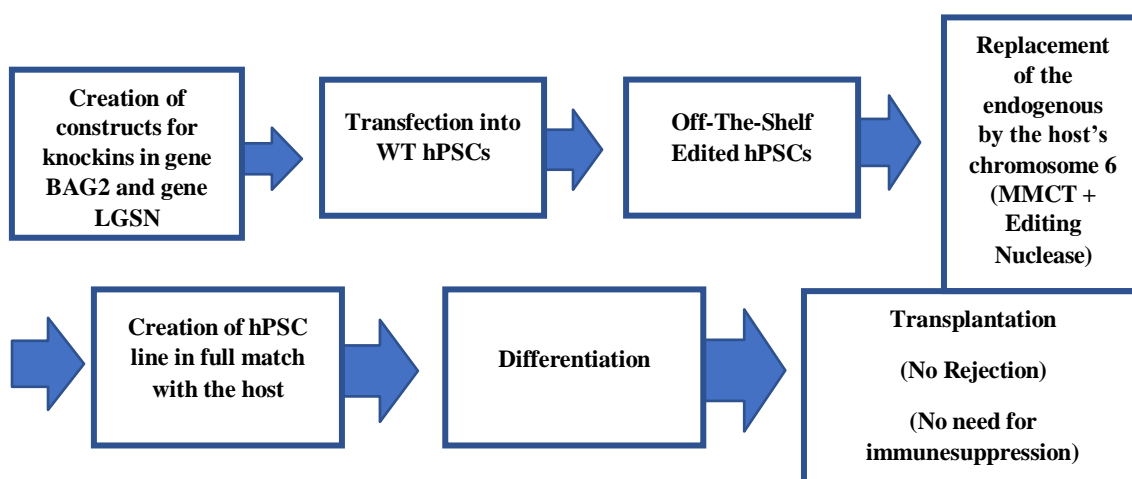 Creation of
constructs for
knockins in gene
BAG2 and gene
LGSN
Transfection into
WT hPSCs
Off-The-Shelf
Edited hPSCs
Replacement
of the
endogenous
by the host's
chromosome 6
(MMCT +
Editing
Nuclease)
Creation of hPSC
line in full match
with the host
Differentiation
Transplantation
(No Rejection)
(No need for
immunesuppression)